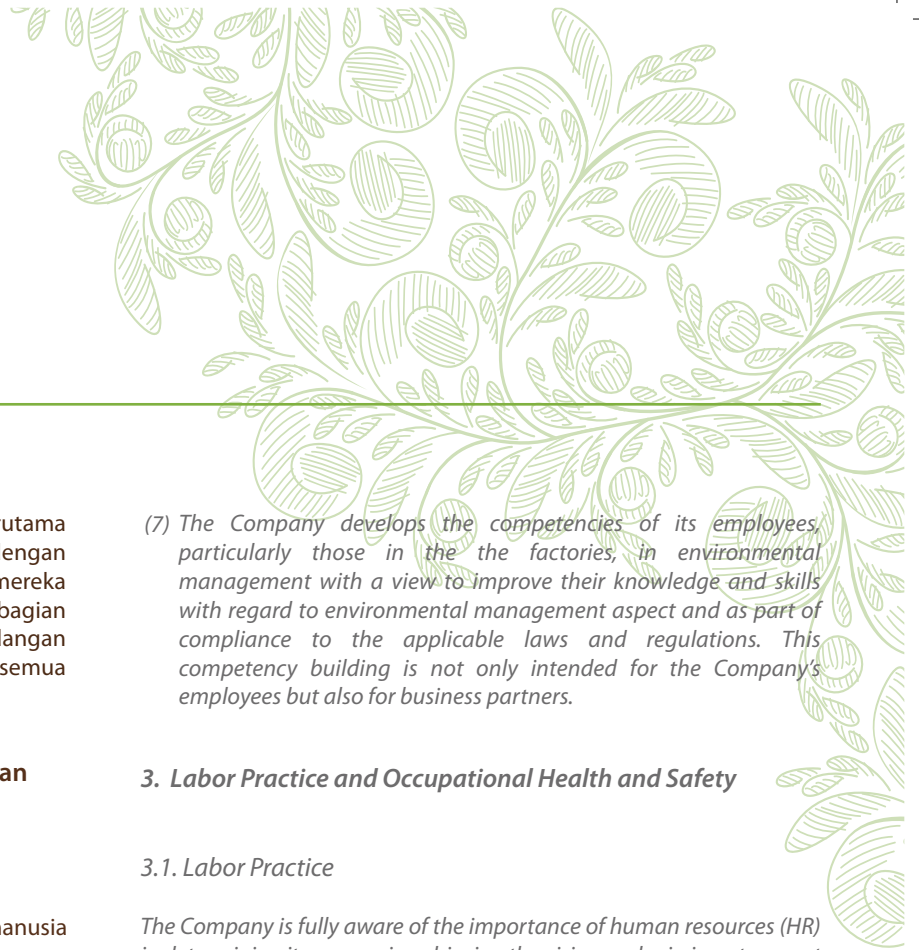 utama
engan
mereka
bagian
dangan
semua
an
nanusia
(7) The Company develops the competencies of its employees,
particularly those in the the factories, in environmental
management with a view to improve their knowledge and skills
with regard to environmental management aspect and as part of
compliance to the applicable laws and regulations. This
competency building is not only intended for the Company's
employees but also for business partners.
3. Labor Practice and Occupational Health and Safety
3.1. Labor Practice
The Company is fully aware of the importance of human resources (HR)